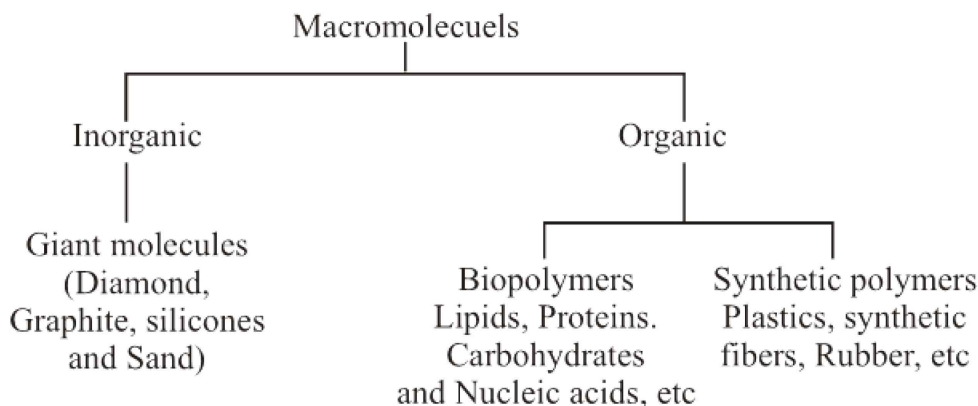 Macromolecuels
Inorganic
Organic
Giant molecules
(Diamond,
Graphite, silicones
and Sand)
Biopolymers
Lipids, Proteins.
Carbohydrates
and Nucleic acids, etc
Synthetic polymers
Plastics, synthetic
fibers, Rubber, etc